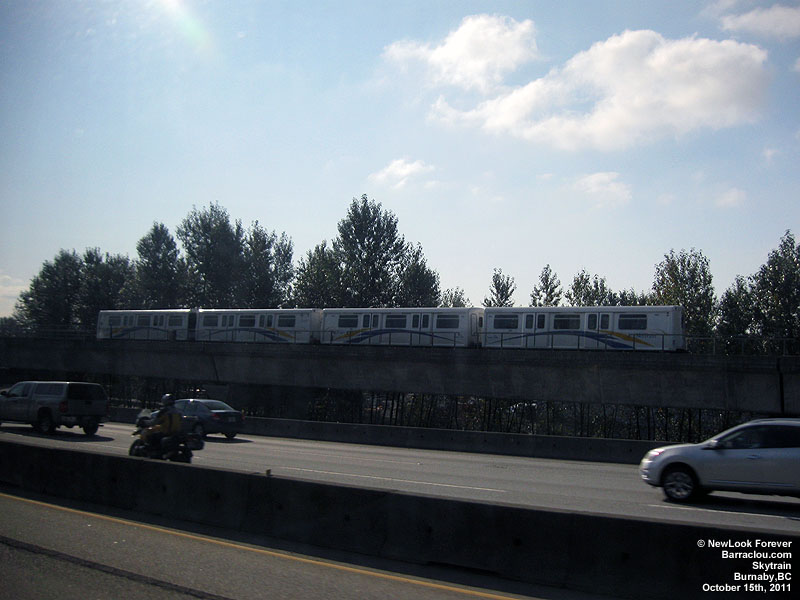 © NewLook Forever
Barraclou.com
Skytrain
Burnaby,BC
October 15th, 2011